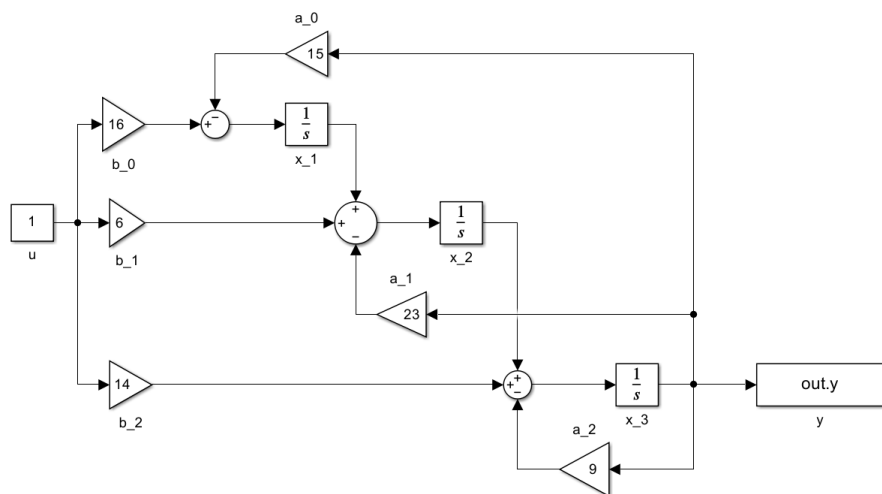 a_0
15
16
+
−
1
s
b_0
x_1
1
u
6
b_1
+
+
−
1
s
x_2
a_1
23
14
b_2
+
+
−
1
s
x_3
out.y
y
a_2
9